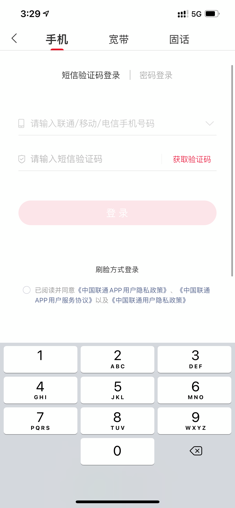 3:29
5G
手机 宽带 固话
短信验证码登录 | 密码登录
请输入联通/移动/电信手机号码
请输入短信验证码 获取验证码
登录
刷脸方式登录
已阅读并同意《中国联通APP用户隐私政策》、《中国联通
APP用户服务协议》以及《中国联通用户隐私政策》
1 2 3
ABC DEF
4 5 6
GHI JKL MNO
7 8 9
PQRS TUV WXYZ
0